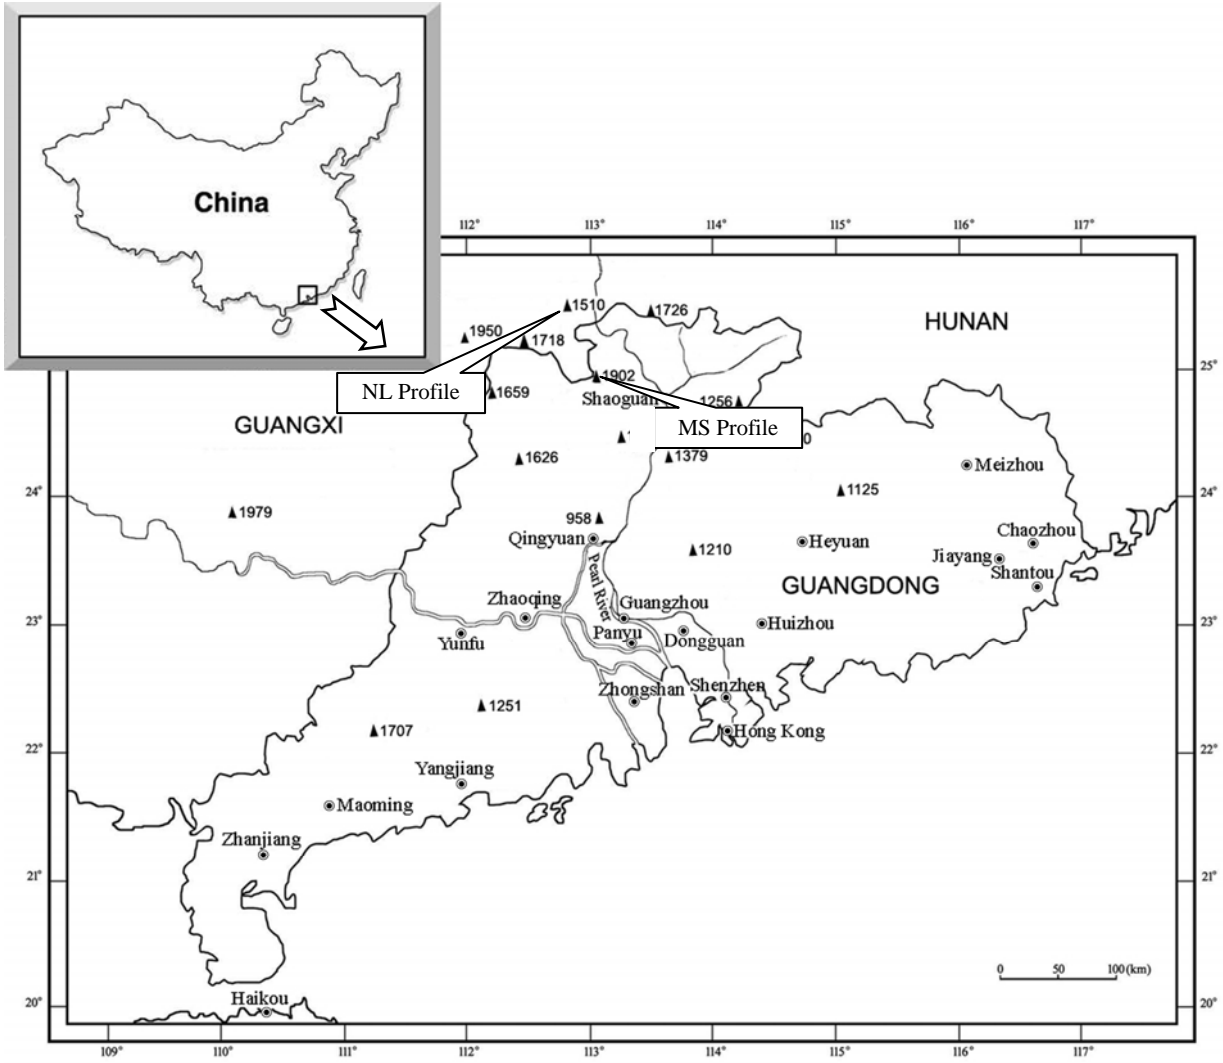 China
112° 113° 114° 115° 116° 117°
1510
1726
HUNAN
1950
1718
25°
25°
1902
NL Profile
1659
Shaoguan
1256
GUANGXI
MS Profile
0
1626
1379
Meizhou
24°
1979
1125
24°
958
Chaozhou
Qingyuan
1210
Heyuan
Jiayang
Shantou
Pearl River
GUANGDONG
Zhaoqing
Guangzhou
23°
Huizhou
23°
Yunfu
Panyu
Dongguan
Zhongshan
Shenzhen
1251
1707
Hong Kong
22°
22°
Yangjiang
Maoming
Zhanjiang
21°
21°
0 50 100(km)
20°
Haikou
20°
109° 110° 111° 112° 113° 114° 115° 116° 117°